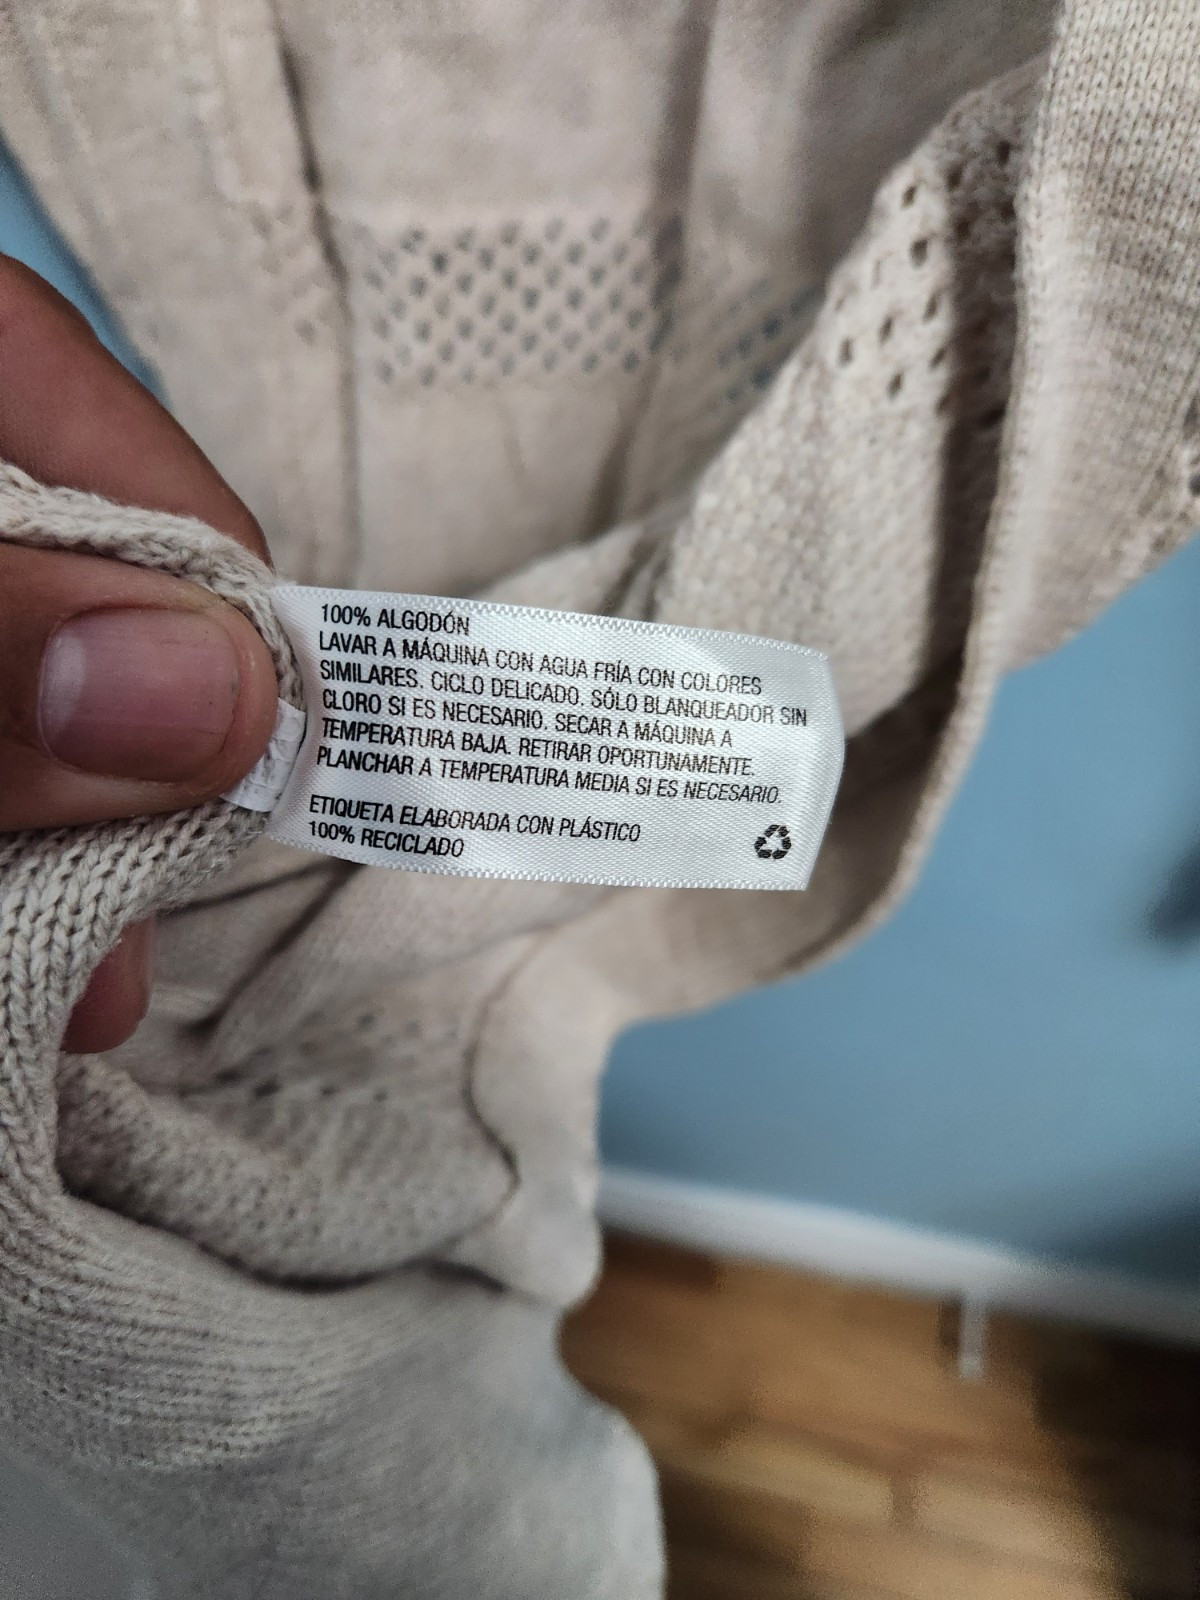 100% ALGODÓN
LAVAR A MÁQUINA CON AGUA FRÍA CON COLORES
SIMILARES. CICLO DELICADO. SÓLO BLANQUEADOR SIN
CLORO SI ES NECESARIO. SECAR A MÁQUINA A
TEMPERATURA BAJA. RETIRAR OPORTUNAMENTE.
PLANCHAR A TEMPERATURA MEDIA SI ES NECESARIO.
ETIQUETA ELABORADA CON PLÁSTICO
100% RECICLADO